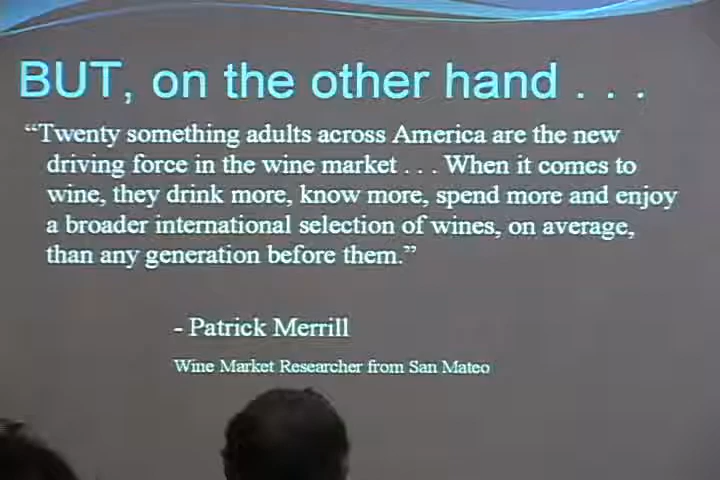 BUT, on the other hand . . .
“Twenty something adults across America are the new
driving force in the wine market . . . When it comes to
wine, they drink more, know more, spend more and enjoy
a broader international selection of wines, on average,
than any generation before them.”
- Patrick Merrill
Wine Market Researcher from San Mateo